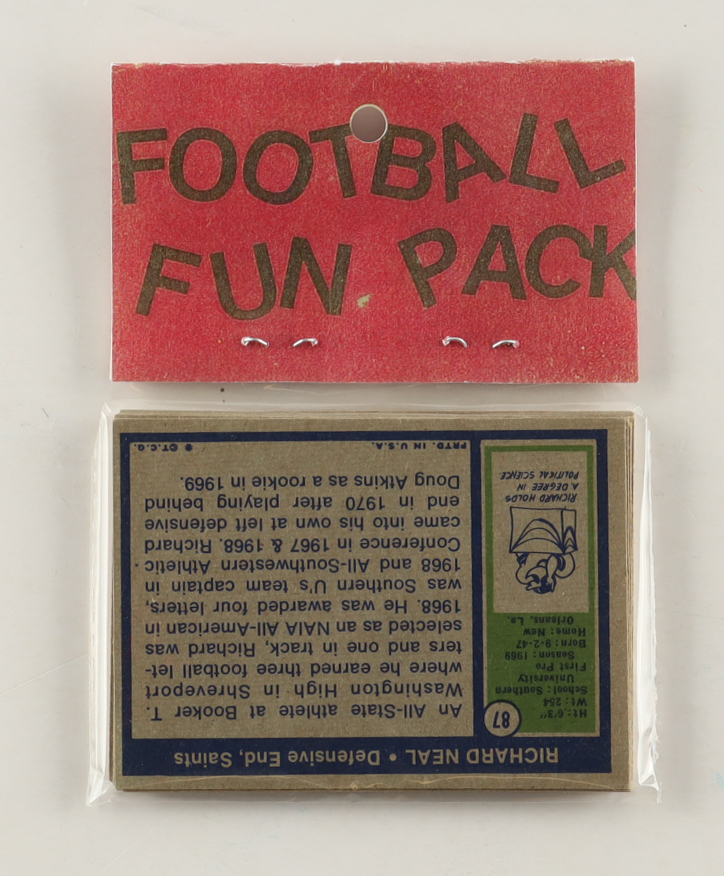 FOOTBALL
FUN PACK
RICHARD NEAL • Defensive End, Saints
87
Ht: 6'3"
Wt: 254
School: Southern
University
First Pro
Season: 1969
Born: 9-2-47
Home: New
Orleans, La.
RICHARD HOLDS
A DEGREE IN
POLITICAL SCIENCE
An All-State athlete at Booker T.
Washington High in Shreveport
where he earned three football let-
ters and one in track, Richard was
selected as an NAIA All-American in
1968. He was awarded four letters,
was Southern U's team captain in
1968 and All-Southwestern Athletic
Conference in 1967 & 1968. Richard
came into his own at left defensive
end in 1970 after playing behind
Doug Atkins as a rookie in 1969.
© T.C.G. PRTD. IN U.S.A.